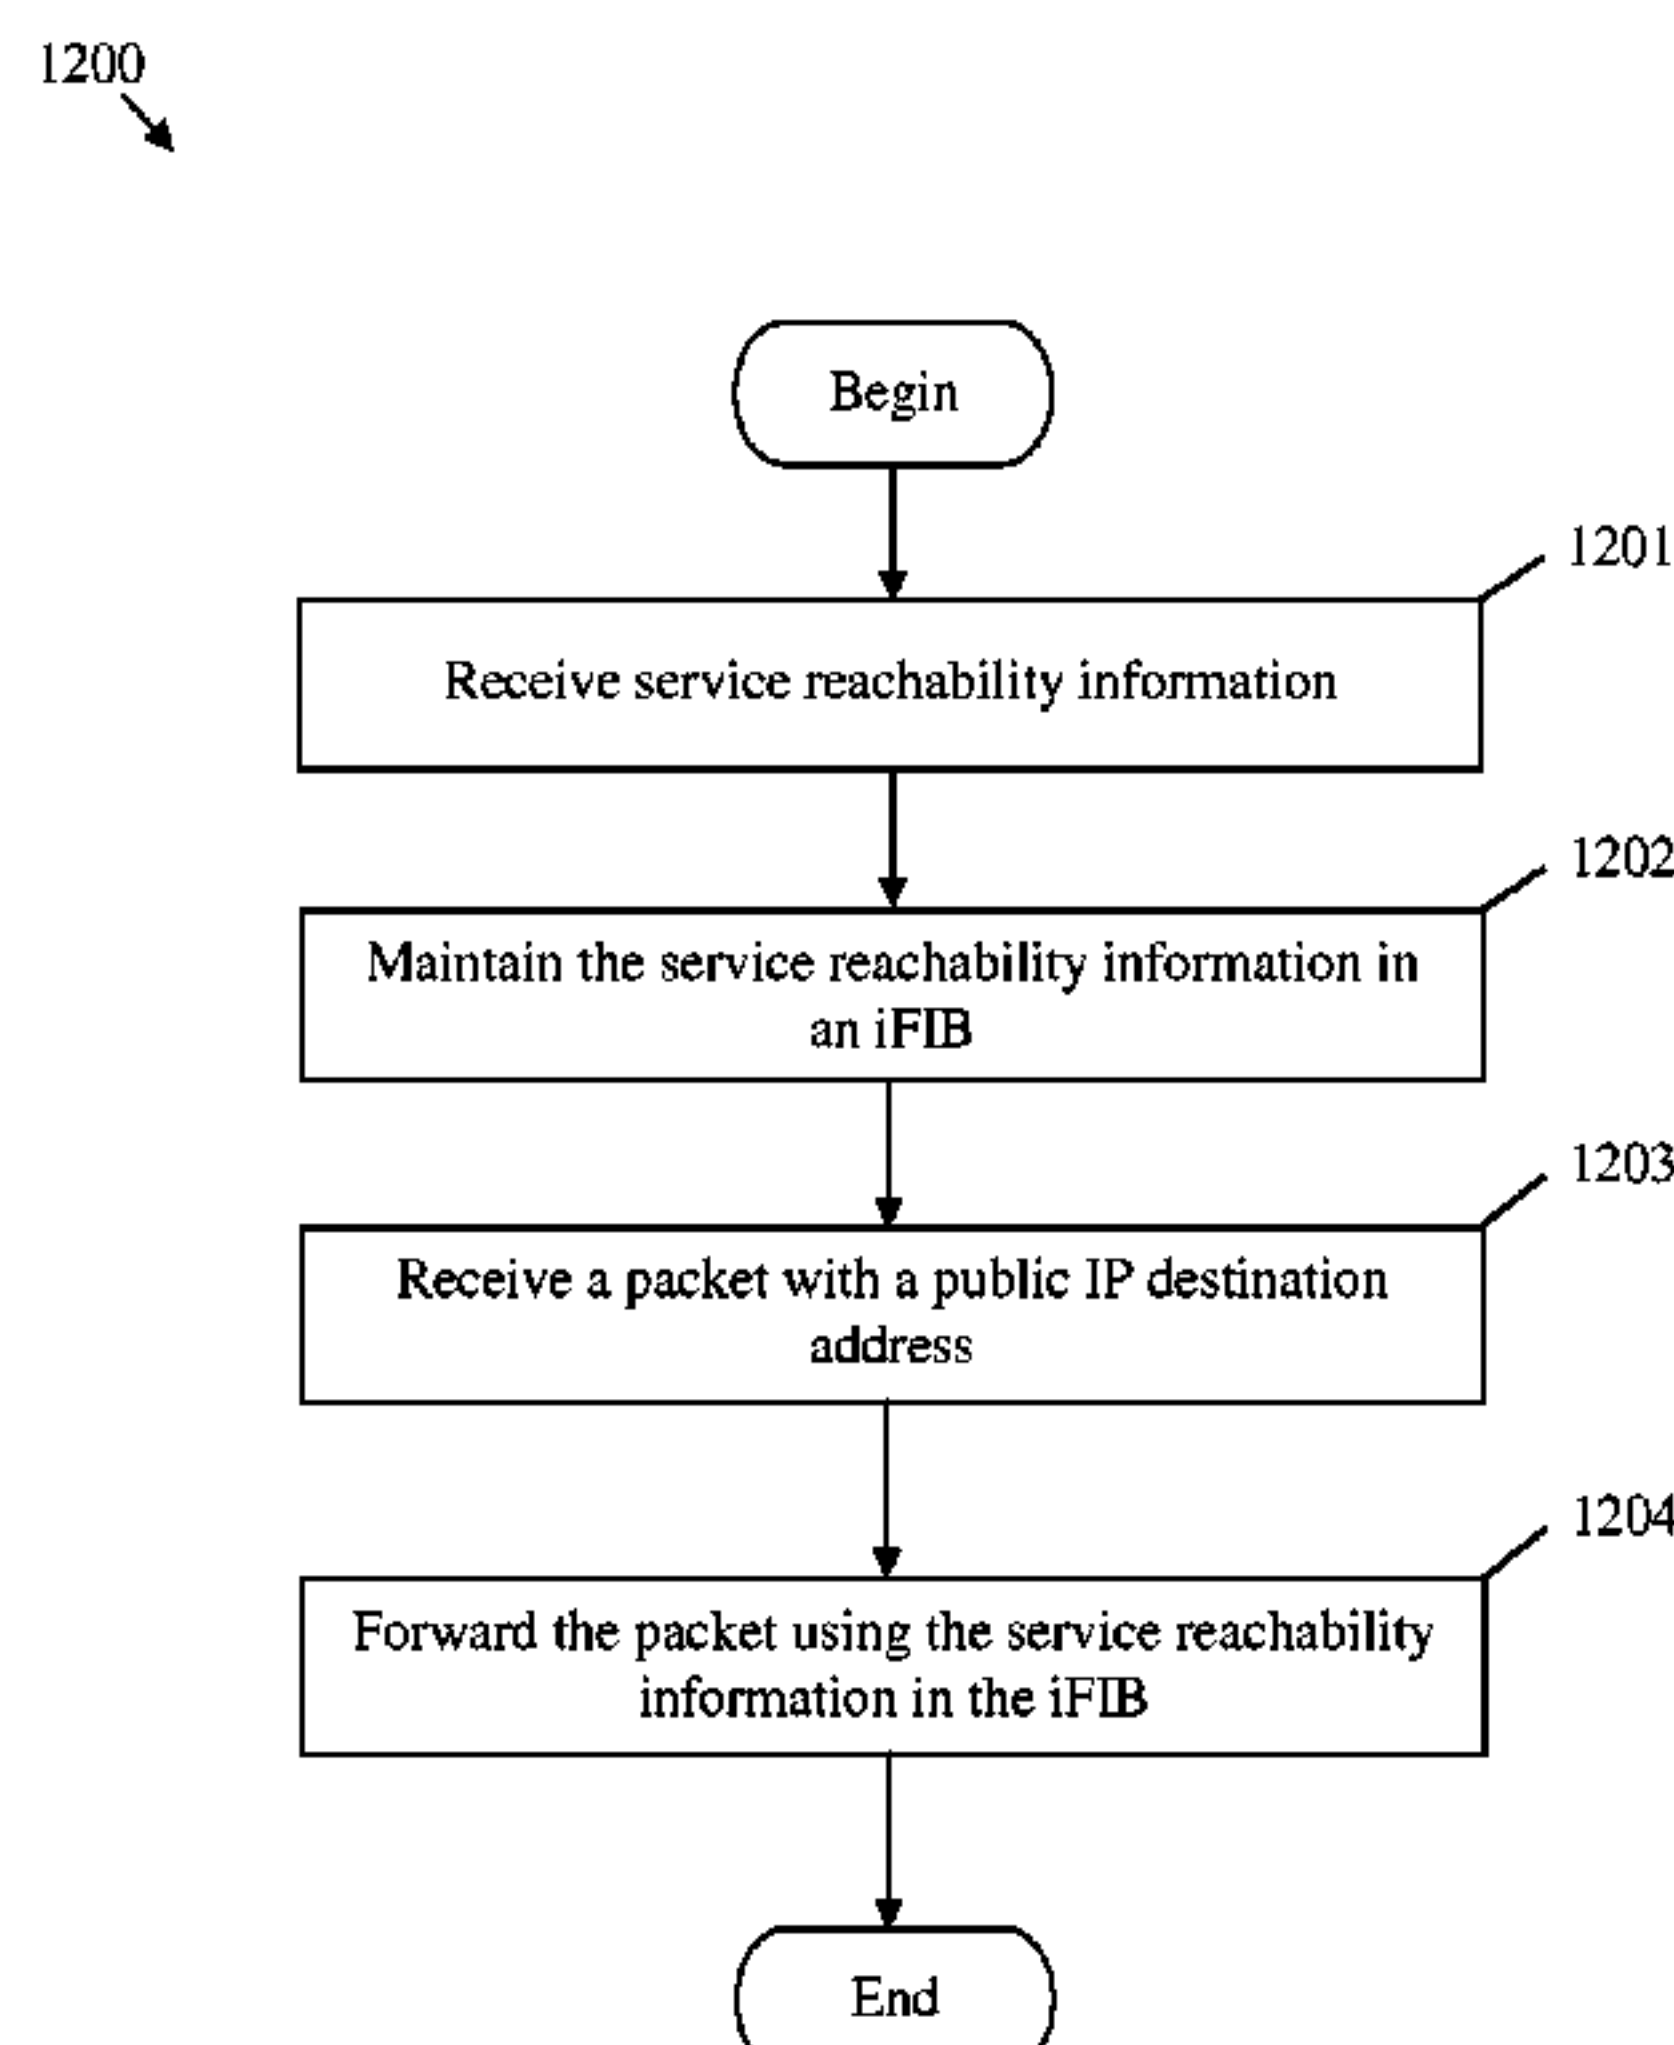 1200
Begin
1201
Receive service reachability information
1202
Maintain the service reachability information in
an iFIB
1203
Receive a packet with a public IP destination
address
1204
Forward the packet using the service reachability
information in the iFIB
End